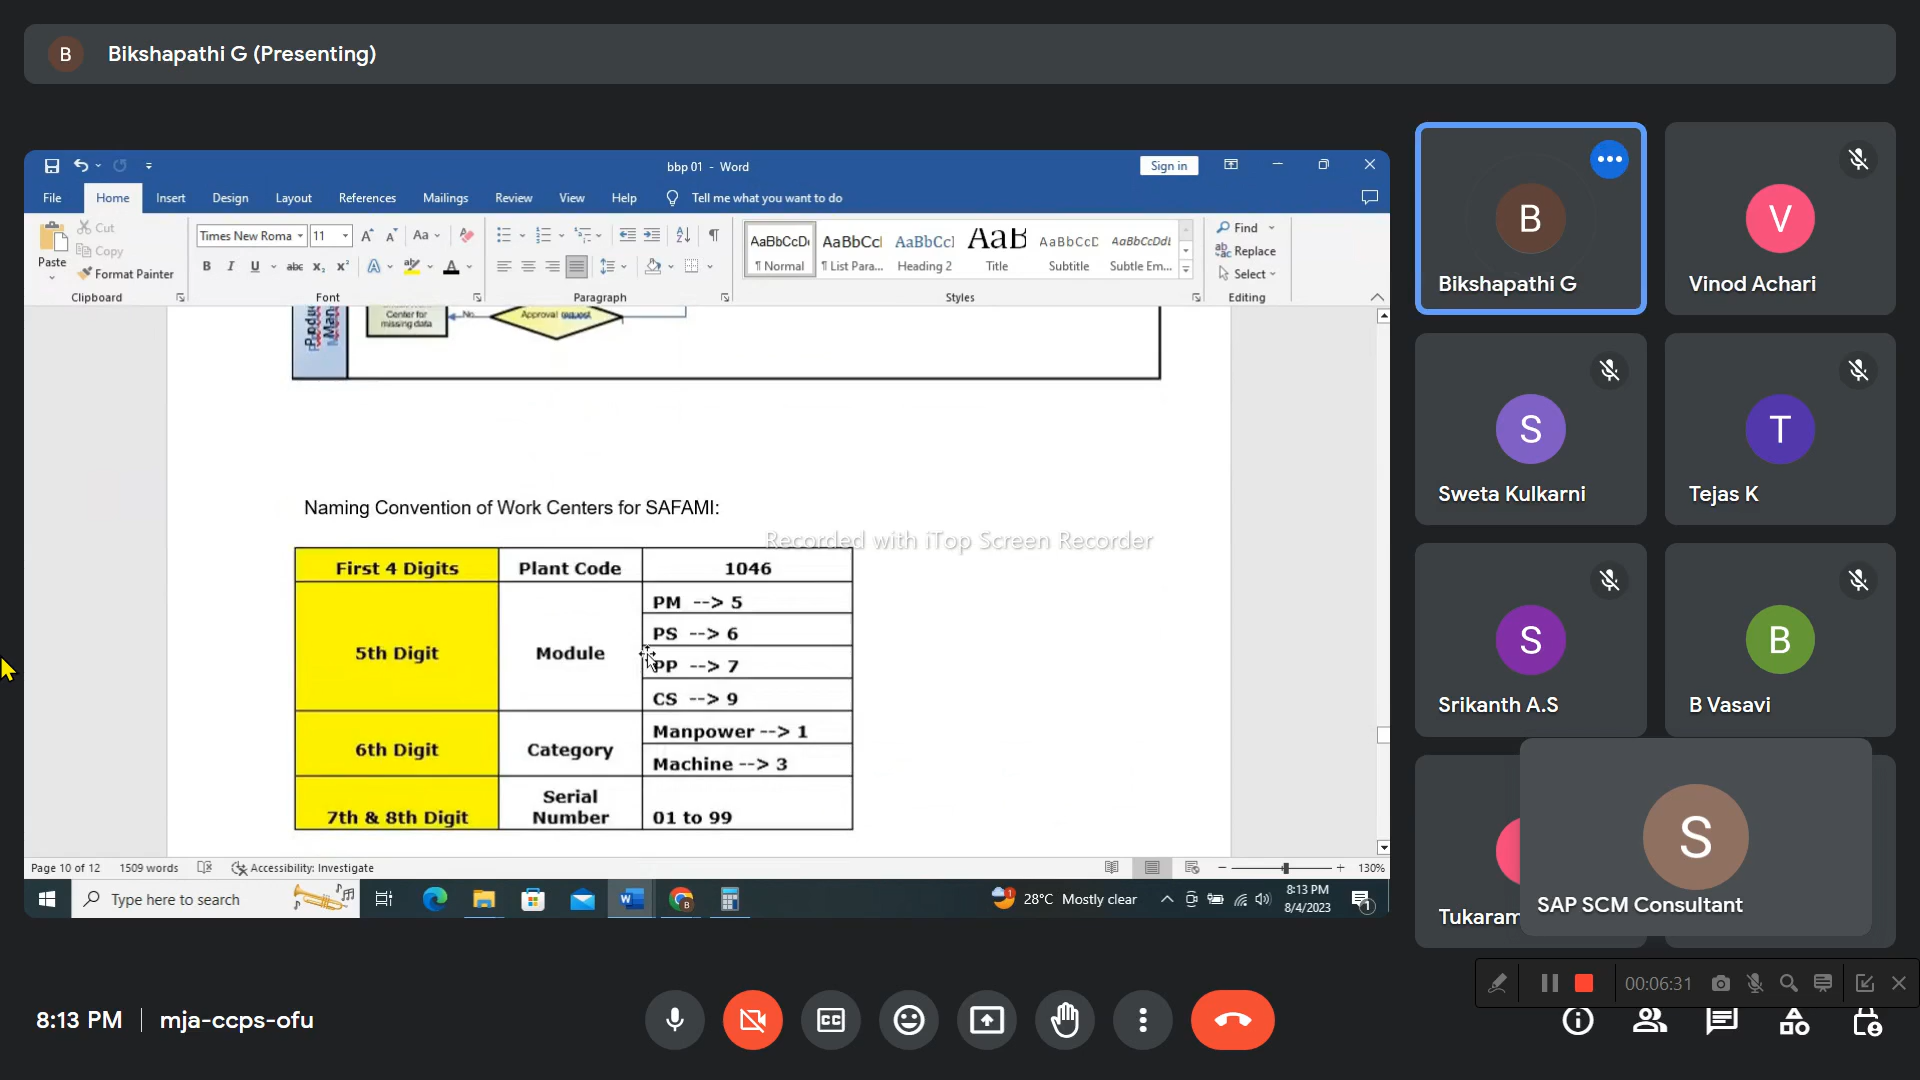 B Bikshapathi G (Presenting)
bbp 01 - Word
Sign in
File Home Insert Design Layout References Mailings Review View Help Tell me what you want to do
Paste
Cut
Copy
Format Painter
Clipboard
Times New Roma 11
Font
Paragraph
AaBbCcDc AaBbCcI AaBbCcI AaB AaBbCcD AaBbCcDdL
¶ Normal ¶ List Para... Heading 2 Title Subtitle Subtle Em...
Styles
Find
Replace
Select
Editing
Center for
missing data
No
Approval request
Naming Convention of Work Centers for SAFAMI:
Recorded with iTop Screen Recorder
First 4 Digits Plant Code 1046
5th Digit Module
PM --> 5
PS --> 6
PP --> 7
CS --> 9
6th Digit Category
Manpower --> 1
Machine --> 3
7th & 8th Digit Serial Number 01 to 99
Page 10 of 12 1509 words Accessibility: Investigate 130%
Type here to search
28°C Mostly clear
8:13 PM
8/4/2023
B
Bikshapathi G
V
Vinod Achari
S
Sweta Kulkarni
T
Tejas K
S
Srikanth A.S
B
B Vasavi
Tukaram
S
SAP SCM Consultant
00:06:31
8:13 PM mja-ccps-ofu